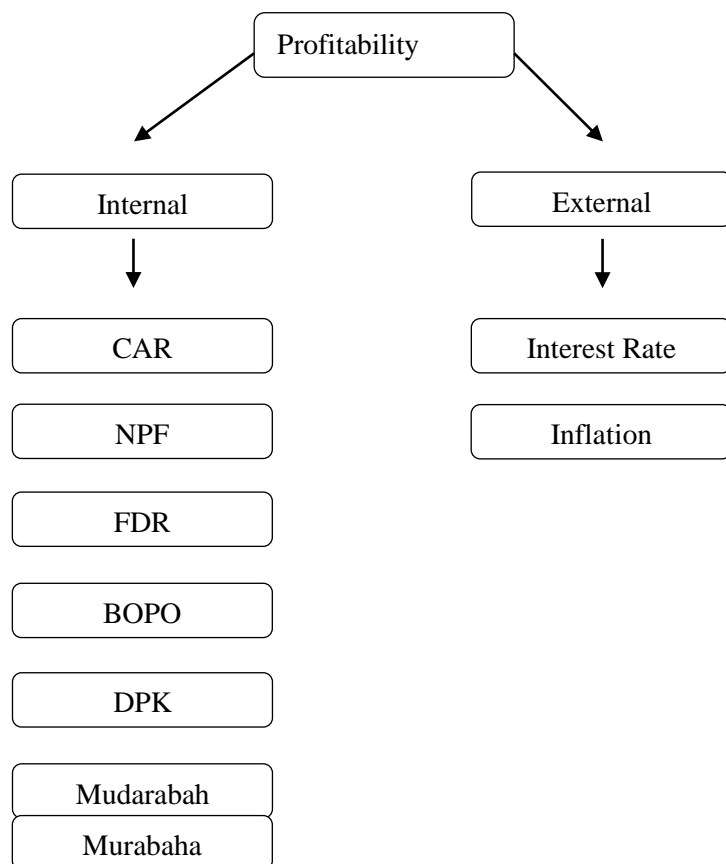 Profitability
Internal
External
CAR
Interest Rate
NPF
Inflation
FDR
BOPO
DPK
Mudarabah
Murabaha